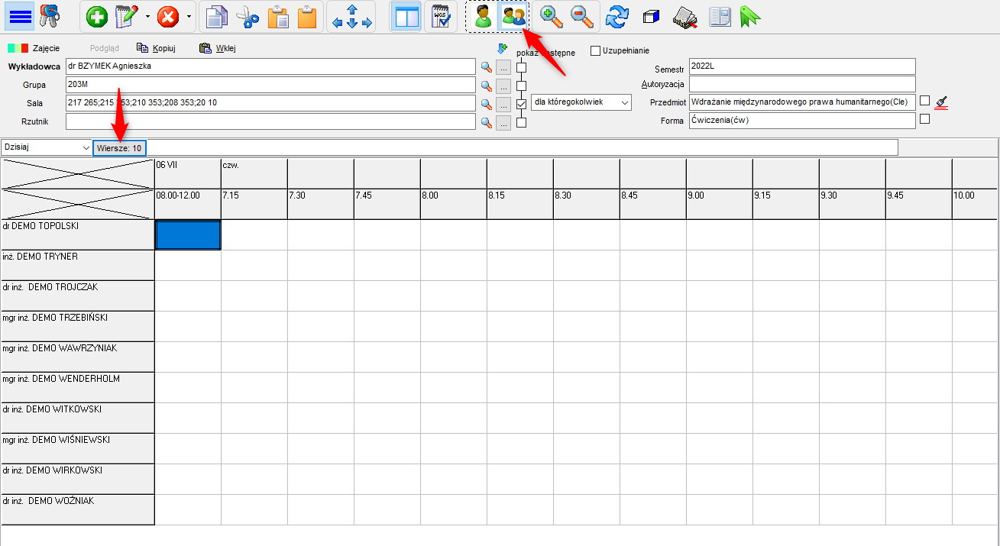 WGS
Zajęcie Podgląd Kopiuj Wklej
pokaż Uzupełnianie
Wykładowca dr BZYMEK Agnieszka Semestr 2022L
Grupa 203M Autoryzacja
Sala 217 265;215 353;210 353;208 353;20 10 dla któregokolwiek Przedmiot Wdrażanie międzynarodowego prawa humanitarnego(Cle)
Rzutnik Forma Ćwiczenia(ćw)
Dzisiaj Wiersze: 10
06 VII czw.
08.00-12.00 7.15 7.30 7.45 8.00 8.15 8.30 8.45 9.00 9.15 9.30 9.45 10.00
dr DEMO TOPOLSKI
inż. DEMO TRYNER
dr inż. DEMO TROJCZAK
mgr inż. DEMO TRZEBIŃSKI
mgr inż. DEMO WAWRZYNIAK
mgr inż. DEMO WENDERHOLM
dr inż. DEMO WITKOWSKI
mgr inż. DEMO WIŚNIEWSKI
dr inż. DEMO WIRKOWSKI
dr inż. DEMO WOŹNIAK